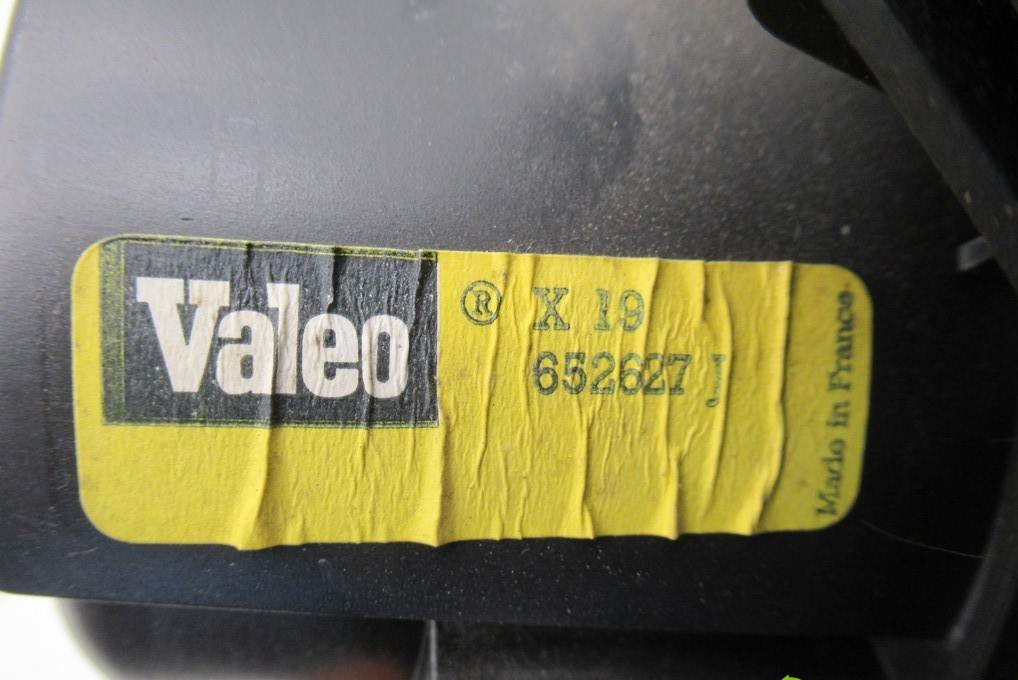 Valeo
® X 19
652627 J
Made in France